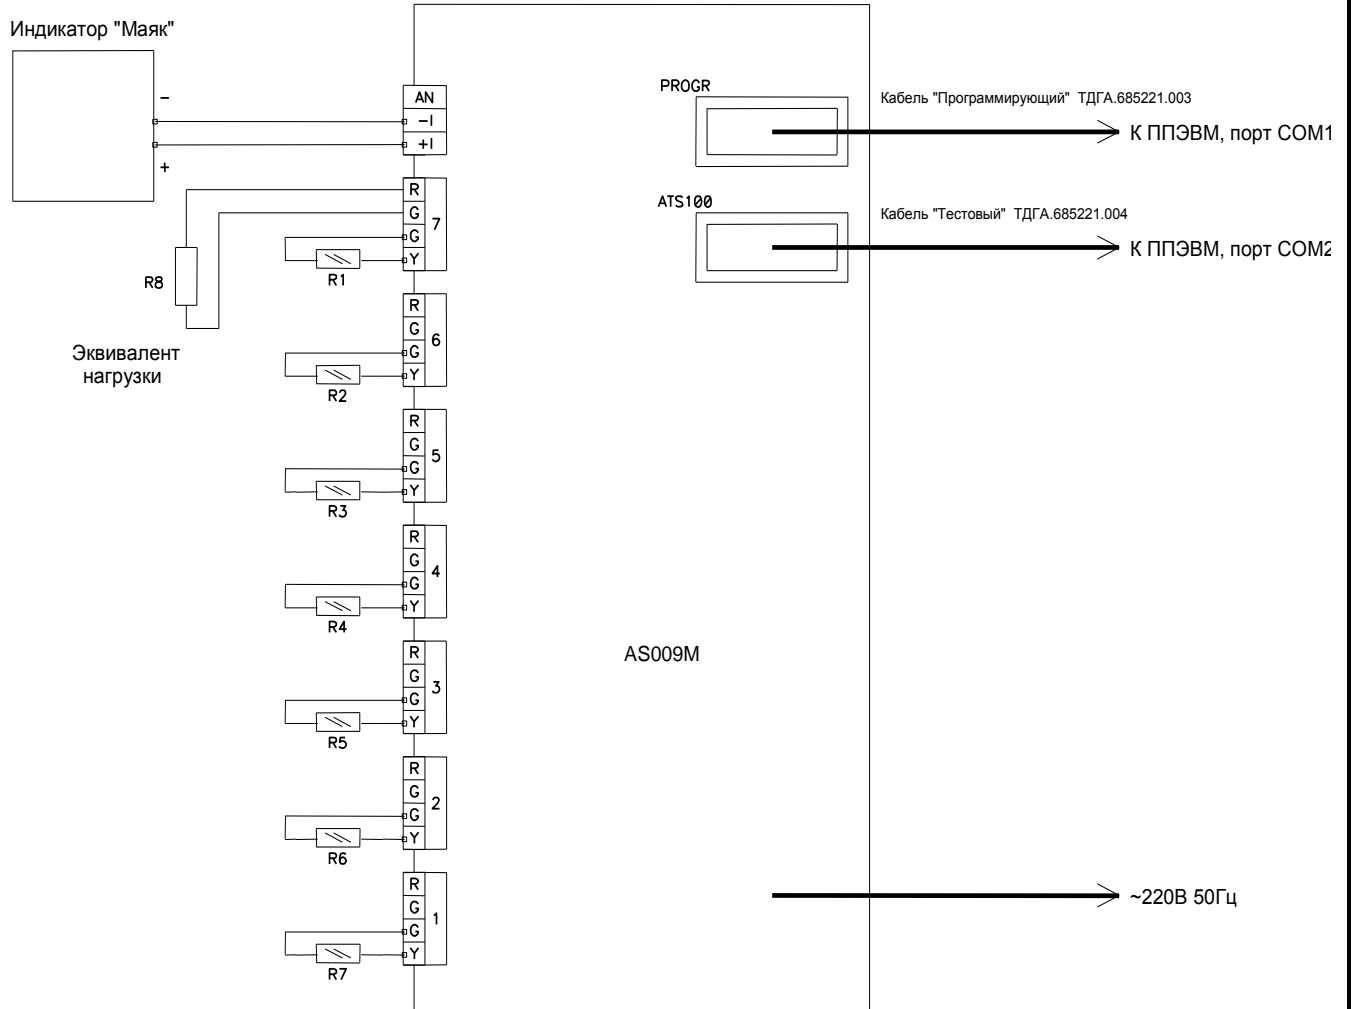 Индикатор "Маяк"
−
+
AN
−I
+I
R
G
G
Y
7
R1
R8
Эквивалент
нагрузки
R
G
G
Y
6
R2
R
G
G
Y
5
R3
R
G
G
Y
4
R4
R
G
G
Y
3
R5
R
G
G
Y
2
R6
R
G
G
Y
1
R7
AS009M
PROGR
Кабель "Программирующий" ТДГА.685221.003
К ППЭВМ, порт COM1
ATS100
Кабель "Тестовый" ТДГА.685221.004
К ППЭВМ, порт COM2
~220В 50Гц